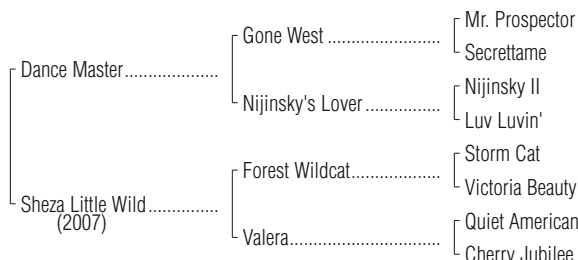 Mr. Prospector
Gone West
Secrettame
Dance Master
Nijinsky II
Nijinsky's Lover
Luv Luvin'
Storm Cat
Forest Wildcat
Victoria Beauty
Sheza Little Wild
(2007)
Quiet American
Valera
Cherry Jubilee